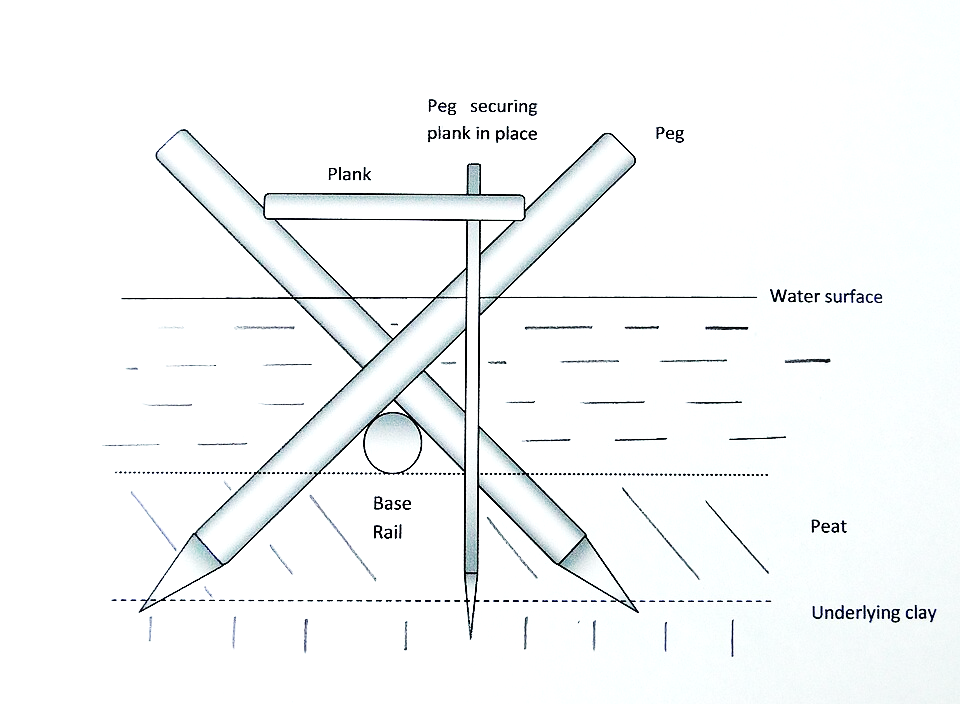 Peg securing
plank in place
Peg
Plank
Water surface
Base
Rail
Peat
Underlying clay